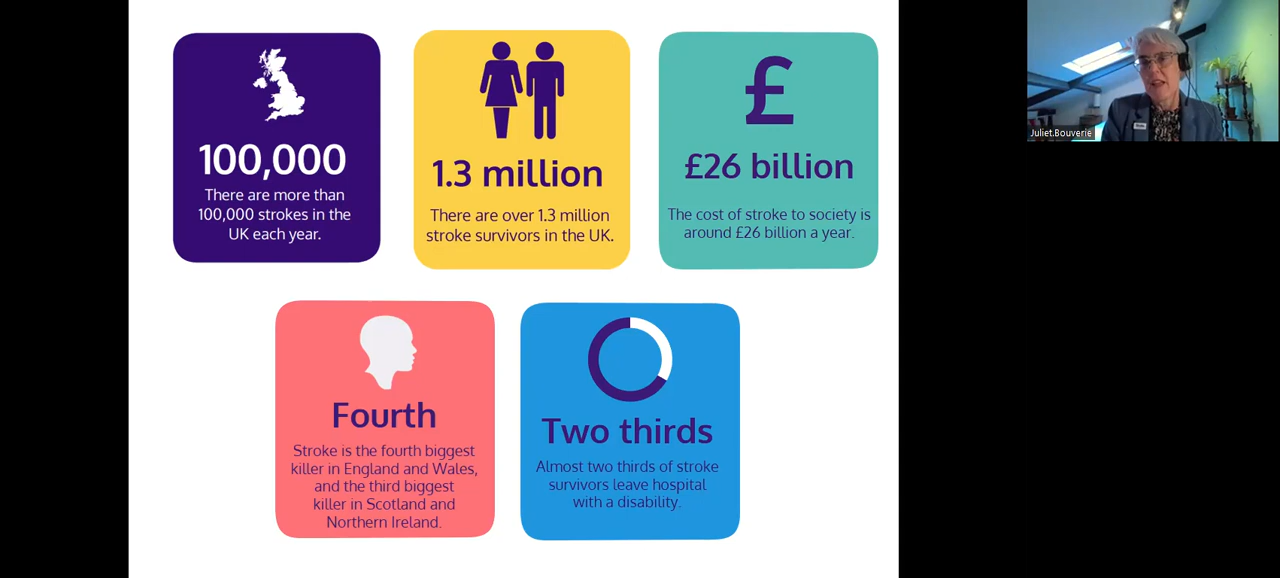 100,000
There are more than
100,000 strokes in the
UK each year.
1.3 million
There are over 1.3 million
stroke survivors in the UK.
£
£26 billion
The cost of stroke to society is
around £26 billion a year.
Fourth
Stroke is the fourth biggest
killer in England and Wales,
and the third biggest
killer in Scotland and
Northern Ireland.
Two thirds
Almost two thirds of stroke
survivors leave hospital
with a disability.
Juliet.Bouverie